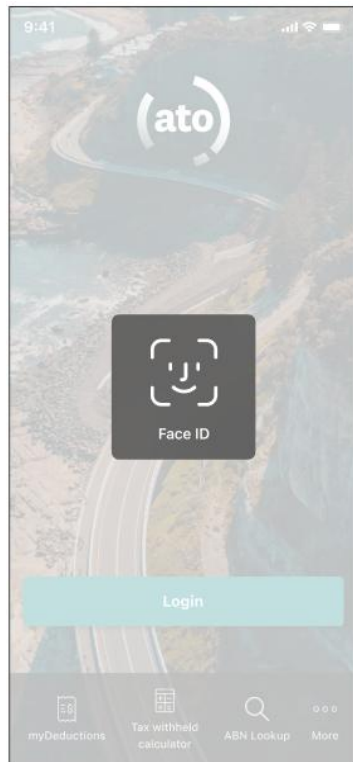 9:41
ato
Face ID
Login
myDeductions
Tax withheld
calculator
ABN Lookup
More